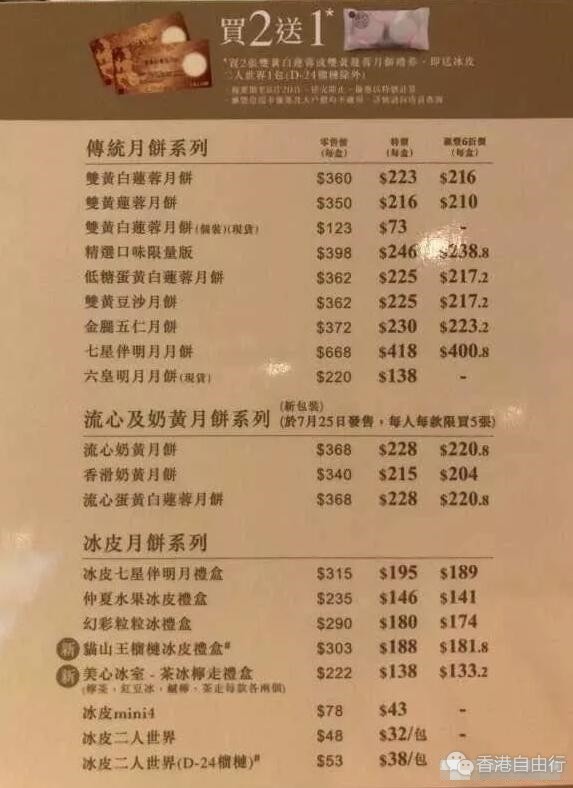 買2送1*
*買2張雙黃白蓮蓉或雙黃蓮蓉月餅禮券，即送冰皮
二人世界1包(D-24榴槤除外)
傳統月餅系列 零售價(每盒) 特價(每盒) 滙豐6折價(每盒)
雙黃白蓮蓉月餅 $360 $223 $216
雙黃蓮蓉月餅 $350 $216 $210
雙黃白蓮蓉月餅(個裝)(現貨) $123 $73 -
精選口味限量版 $398 $246 $238.8
低糖蛋黃白蓮蓉月餅 $362 $225 $217.2
雙黃豆沙月餅 $362 $225 $217.2
金腿五仁月餅 $372 $230 $223.2
七星伴明月月餅 $668 $418 $400.8
六皇明月月餅(現貨) $220 $138 -
流心及奶黃月餅系列 (新包裝)
(於7月25日發售，每人每款限買5張)
流心奶黃月餅 $368 $228 $220.8
香滑奶黃月餅 $340 $215 $204
流心蛋黃白蓮蓉月餅 $368 $228 $220.8
冰皮月餅系列
冰皮七星伴明月禮盒 $315 $195 $189
仲夏水果冰皮禮盒 $235 $146 $141
幻彩粒粒冰禮盒 $290 $180 $174
新 貓山王榴槤冰皮禮盒# $303 $188 $181.8
新 美心冰室 - 茶冰檸走禮盒 $222 $138 $133.2
(檸茶，紅豆冰，鹹檸，茶走每款各兩個)
冰皮mini4 $78 $43 -
冰皮二人世界 $48 $32/包 -
冰皮二人世界(D-24榴槤)# $53 $38/包
香港自由行